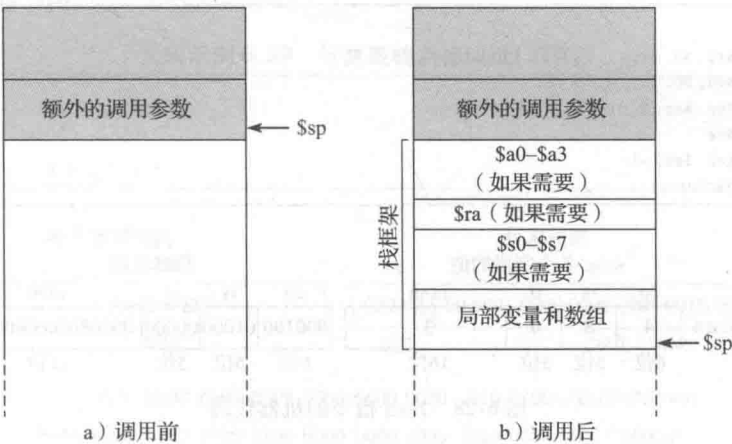 额外的调用参数
$sp
a）调用前
额外的调用参数
$a0–$a3
（如果需要）
$ra（如果需要）
$s0–$s7
（如果需要）
局部变量和数组
栈框架
$sp
b）调用后